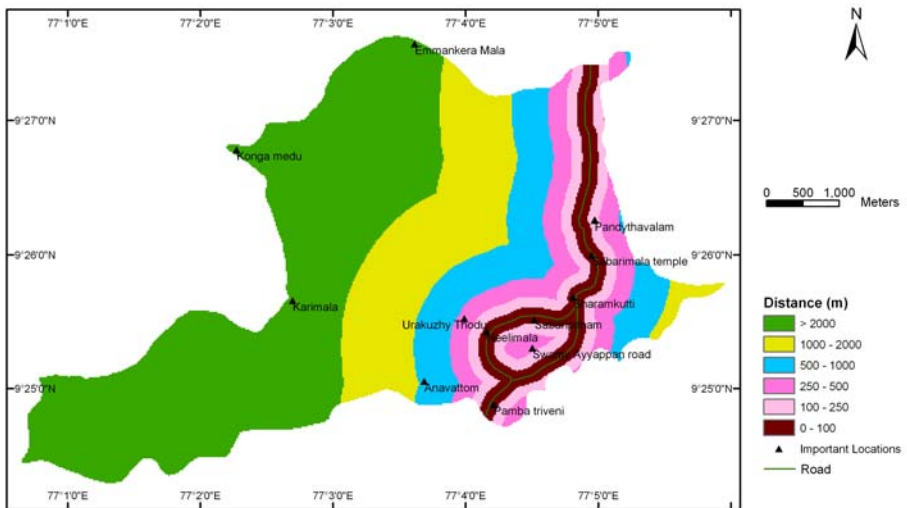 77°1'0"E 77°2'0"E 77°3'0"E 77°4'0"E 77°5'0"E
N
Emmankera Mala
9°27'0"N 9°27'0"N
Konga medu
0 500 1,000 Meters
Pandythavalam
9°26'0"N 9°26'0"N
temple
Karimala
Sharamkutti
Urakuzhy Thodu
Swami Ayyappap road
9°25'0"N 9°25'0"N
Anavattom
Pamba triveni
77°1'0"E 77°2'0"E 77°3'0"E 77°4'0"E 77°5'0"E
Distance (m)
> 2000
1000 - 2000
500 - 1000
250 - 500
100 - 250
0 - 100
Important Locations
Road